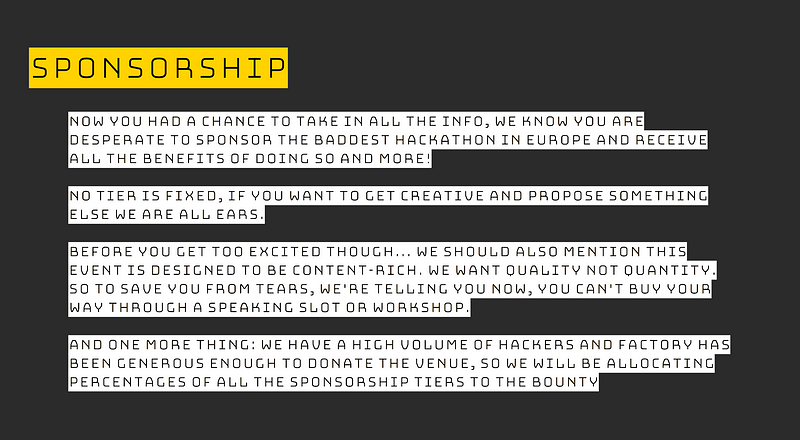 SPONSORSHIP
NOW YOU HAD A CHANCE TO TAKE IN ALL THE INFO, WE KNOW YOU ARE
DESPERATE TO SPONSOR THE BADDEST HACKATHON IN EUROPE AND RECEIVE
ALL THE BENEFITS OF DOING SO AND MORE!
NO TIER IS FIXED, IF YOU WANT TO GET CREATIVE AND PROPOSE SOMETHING
ELSE WE ARE ALL EARS.
BEFORE YOU GET TOO EXCITED THOUGH... WE SHOULD ALSO MENTION THIS
EVENT IS DESIGNED TO BE CONTENT-RICH. WE WANT QUALITY NOT QUANTITY.
SO TO SAVE YOU FROM TEARS, WE'RE TELLING YOU NOW, YOU CAN'T BUY YOUR
WAY THROUGH A SPEAKING SLOT OR WORKSHOP.
AND ONE MORE THING: WE HAVE A HIGH VOLUME OF HACKERS AND FACTORY HAS
BEEN GENEROUS ENOUGH TO DONATE THE VENUE, SO WE WILL BE ALLOCATING
PERCENTAGES OF ALL THE SPONSORSHIP TIERS TO THE BOUNTY